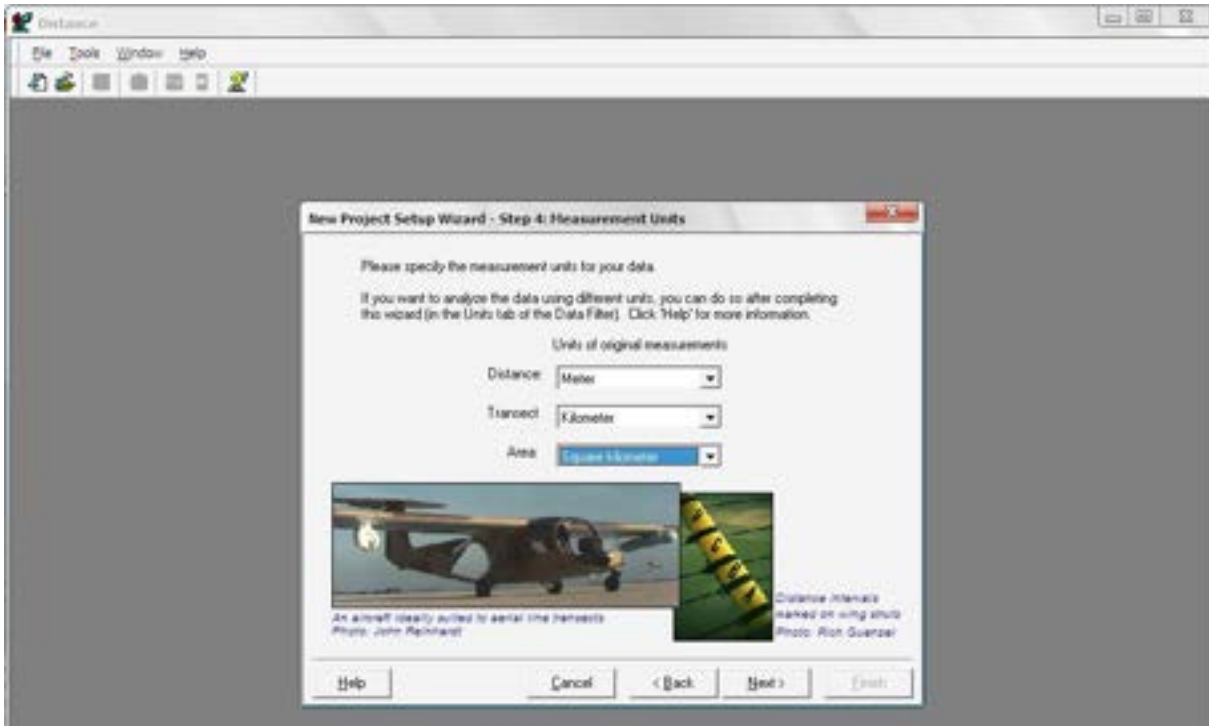 Distance
File Tools Window Help
New Project Setup Wizard - Step 4: Measurement Units
Please specify the measurement units for your data.
If you want to analyze the data using different units, you can do so after completing
this wizard (in the Units tab of the Data Filter). Click 'Help' for more information.
Units of original measurements
Distance Meter
Transect Kilometer
Area Square kilometer
An aircraft ideally suited to aerial line transects
Photo: John Reinhardt
Distance intervals
marked on wing struts
Photo: Rich Guenzel
Help Cancel < Back Next > Finish